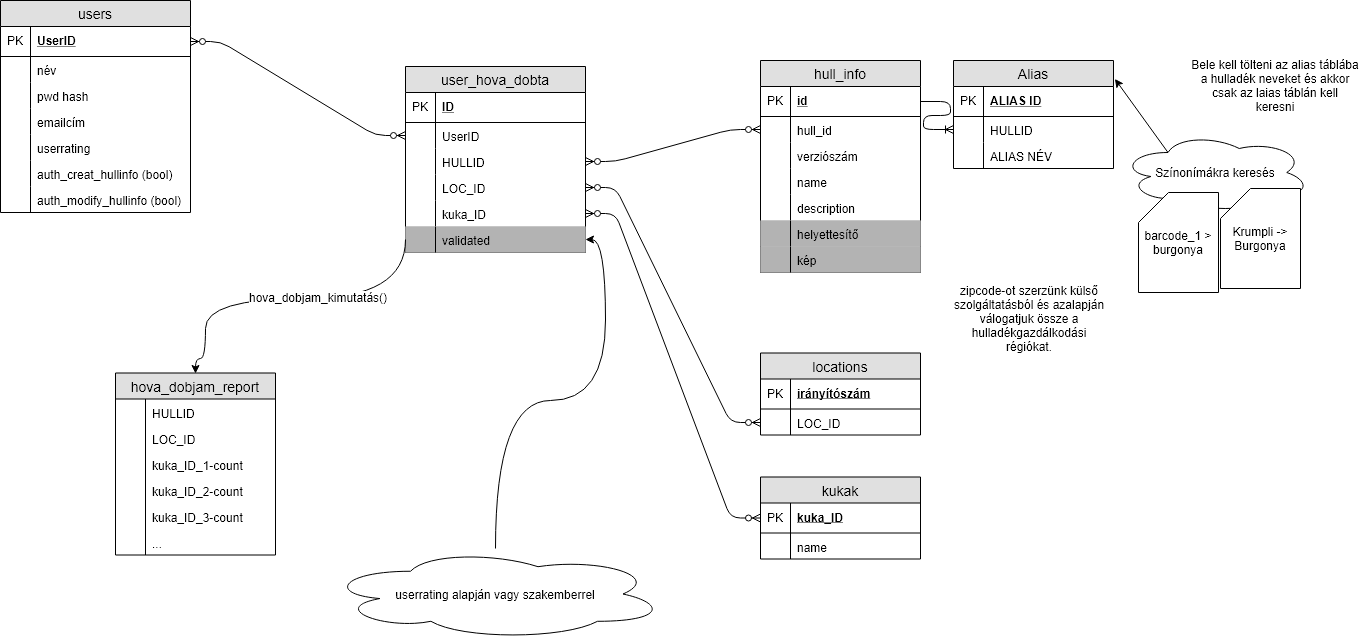 users
PK UserID
név
pwd hash
emailcím
userrating
auth_creat_hullinfo (bool)
auth_modify_hullinfo (bool)
user_hova_dobta
PK ID
UserID
HULLID
LOC_ID
kuka_ID
validated
hull_info
PK id
hull_id
verziószám
name
description
helyettesítő
kép
Alias
PK ALIAS ID
HULLID
ALIAS NÉV
Bele kell tölteni az alias táblába
a hulladék neveket és akkor
csak az laias táblán kell
keresni
Színonímákra keresés
barcode_1 >
burgonya
Krumpli ->
Burgonya
zipcode-ot szerzünk külső
szolgáltatásból és azalapján
válogatjuk össze a
hulladékgazdálkodási
régiókat.
hova_dobjam_kimutatás()
hova_dobjam_report
HULLID
LOC_ID
kuka_ID_1-count
kuka_ID_2-count
kuka_ID_3-count
...
locations
PK irányítószám
LOC_ID
kukak
PK kuka_ID
name
userrating alapján vagy szakemberrel